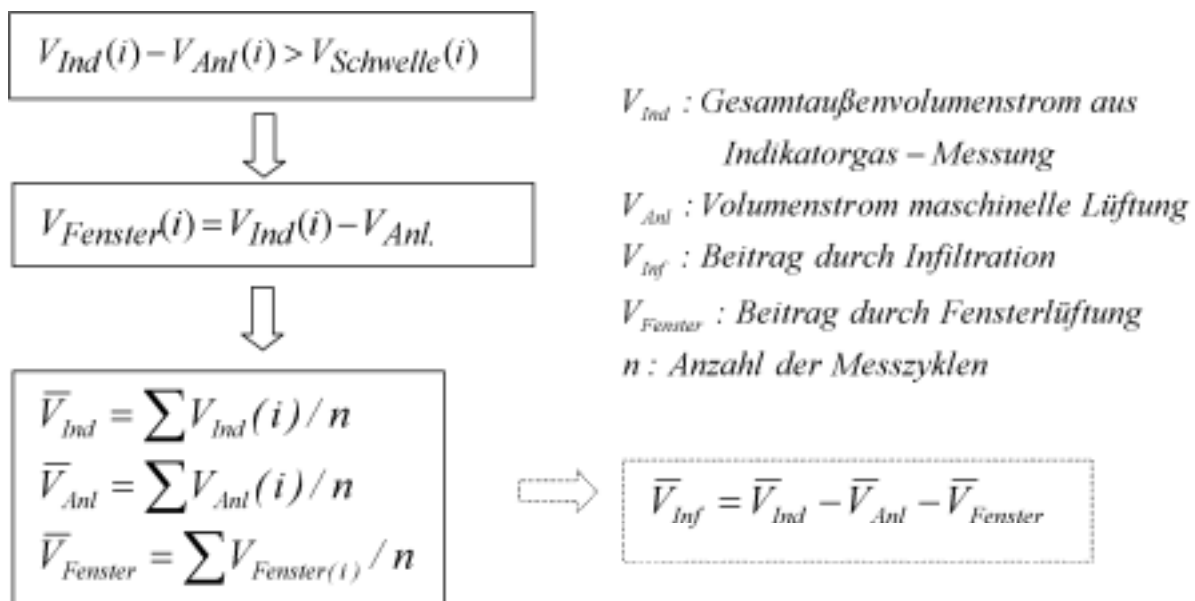 V_Ind(i) – V_Anl(i) > V_Schwelle(i)
V_Fenster(i) = V_Ind(i) – V_Anl.
V̅_Ind = ∑ V_Ind(i) / n
V̅_Anl = ∑ V_Anl(i) / n
V̅_Fenster = ∑ V_Fenster(i) / n
V_Ind : Gesamtaußenvolumenstrom aus
Indikatorgas – Messung
V_Anl : Volumenstrom maschinelle Lüftung
V_Inf : Beitrag durch Infiltration
V_Fenster : Beitrag durch Fensterlüftung
n : Anzahl der Messzyklen
V̅_Inf = V̅_Ind – V̅_Anl – V̅_Fenster